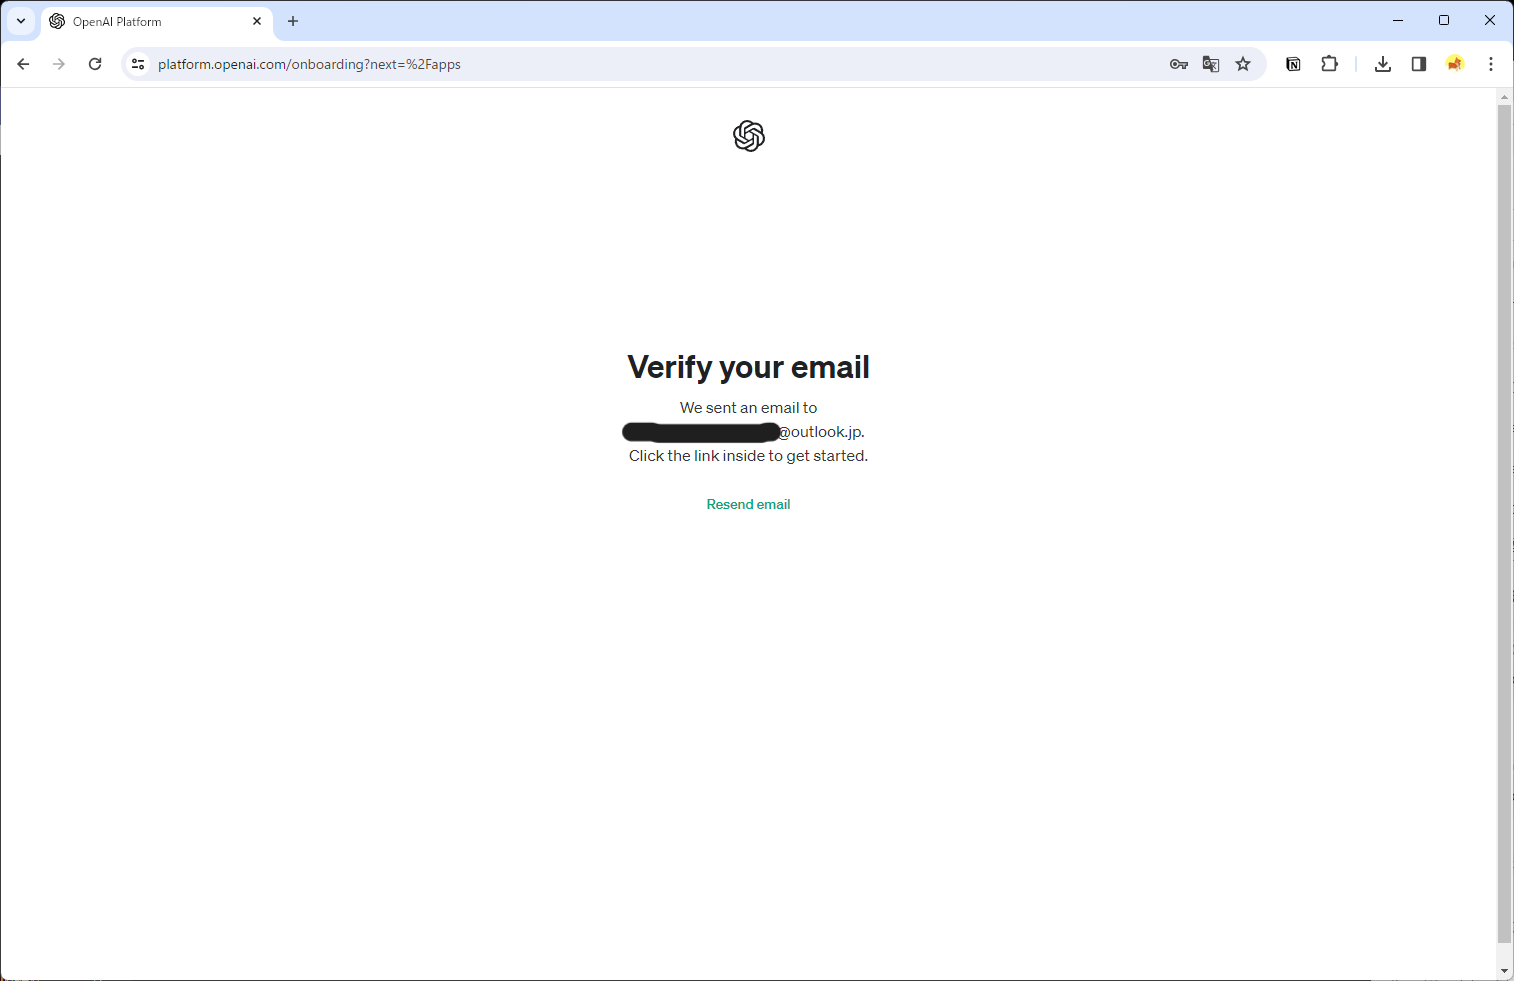 OpenAI Platform
platform.openai.com/onboarding?next=%2Fapps
Verify your email
We sent an email to
@outlook.jp.
Click the link inside to get started.
Resend email